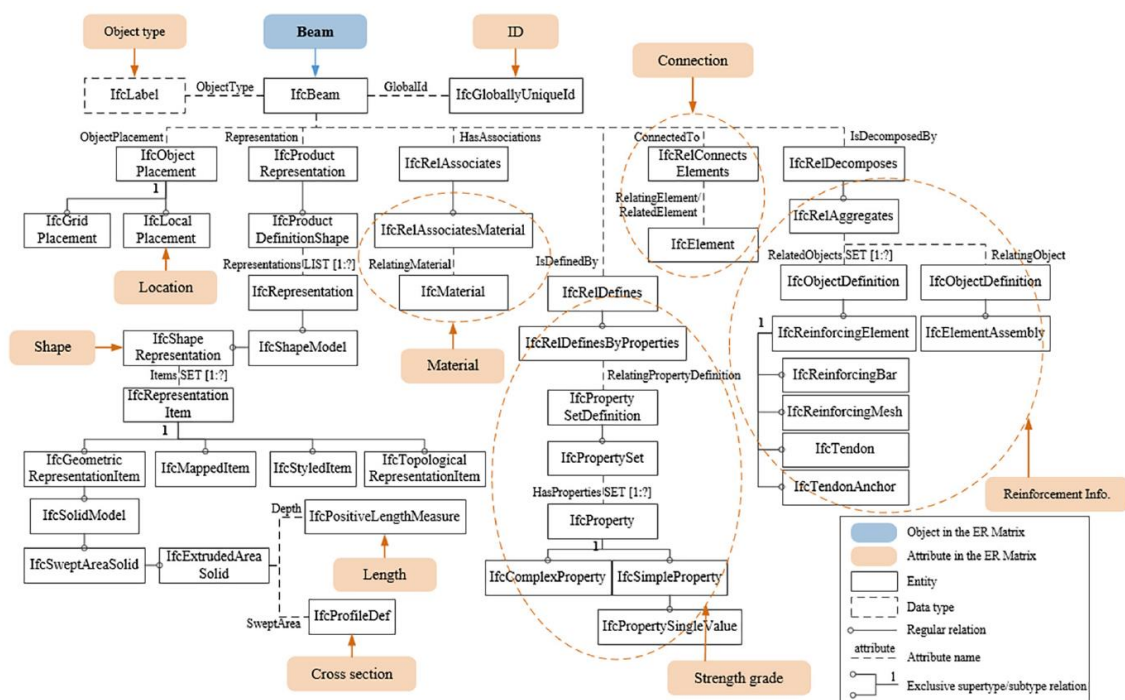 Object type
Beam
ID
Connection
IfcLabel
ObjectType
IfcBeam
GlobalId
IfcGloballyUniqueId
ObjectPlacement
Representation
HasAssociations
ConnectedTo
IsDecomposedBy
IfcObject
Placement
IfcProduct
Representation
IfcRelAssociates
IfcRelConnects
Elements
IfcRelDecomposes
1
RelatingElement/
RelatedElement
IfcGrid
Placement
IfcLocal
Placement
IfcProduct
DefinitionShape
IfcRelAssociatesMaterial
IfcElement
IfcRelAggregates
Representations LIST [1:?]
RelatingMaterial
IsDefinedBy
RelatedObjects SET [1:?]
RelatingObject
Location
IfcRepresentation
IfcMaterial
IfcRelDefines
IfcObjectDefinition
IfcObjectDefinition
Shape
IfcShape
Representation
IfcShapeModel
Material
IfcRelDefinesByProperties
1
IfcReinforcingElement
IfcElementAssembly
Items SET [1:?]
RelatingPropertyDefinition
IfcReinforcingBar
IfcRepresentation
Item
IfcProperty
SetDefinition
IfcReinforcingMesh
1
IfcGeometric
RepresentationItem
IfcMappedItem
IfcStyledItem
IfcTopological
RepresentationItem
IfcPropertySet
IfcTendon
IfcTendonAnchor
Reinforcement Info.
HasProperties SET [1:?]
IfcSolidModel
Depth
IfcPositiveLengthMeasure
IfcProperty
1
IfcSweptAreaSolid
IfcExtrudedArea
Solid
Length
IfcComplexProperty
IfcSimpleProperty
SweptArea
IfcProfileDef
IfcPropertySingleValue
Cross section
Strength grade
Object in the ER Matrix
Attribute in the ER Matrix
Entity
Data type
Regular relation
attribute
Attribute name
1
Exclusive supertype/subtype relation